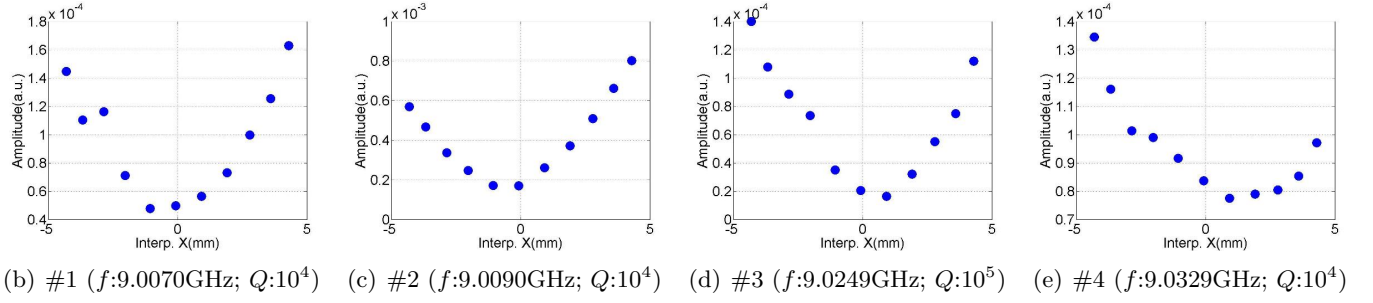 x 10^-4
1.8
1.6
1.4
1.2
1
0.8
0.6
0.4
-5 0 5
Amplitude(a.u.)
Interp. X(mm)
(b) #1 (f:9.0070GHz; Q:10^4)
x 10^-3
1
0.8
0.6
0.4
0.2
0
-5 0 5
Amplitude(a.u.)
Interp. X(mm)
(c) #2 (f:9.0090GHz; Q:10^4)
x 10^-4
1.4
1.2
1
0.8
0.6
0.4
0.2
0
-5 0 5
Amplitude(a.u.)
Interp. X(mm)
(d) #3 (f:9.0249GHz; Q:10^5)
x 10^-4
1.4
1.3
1.2
1.1
1
0.9
0.8
0.7
-5 0 5
Amplitude(a.u.)
Interp. X(mm)
(e) #4 (f:9.0329GHz; Q:10^4)